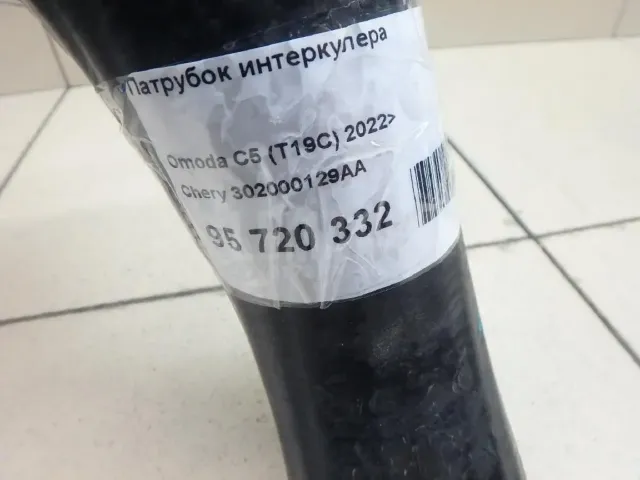 Патрубок интеркулера
Omoda C5 (T19C) 2022>
Chery 302000129AA
95 720 332